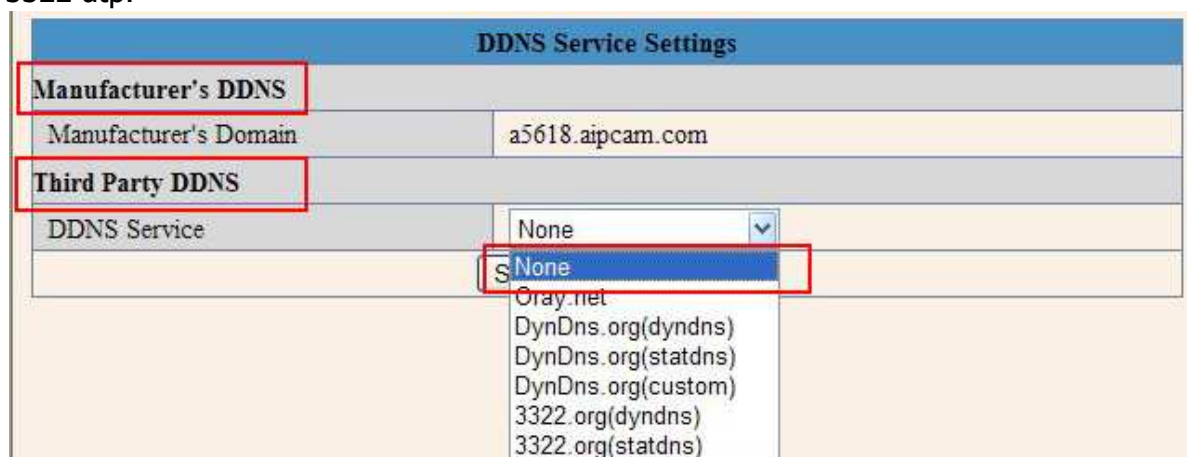 3322
DDNS Service Settings
Manufacturer's DDNS
Manufacturer's Domain a5618.aipcam.com
Third Party DDNS
DDNS Service None
None
Oray.net
DynDns.org(dyndns)
DynDns.org(statdns)
DynDns.org(custom)
3322.org(dyndns)
3322.org(statdns)